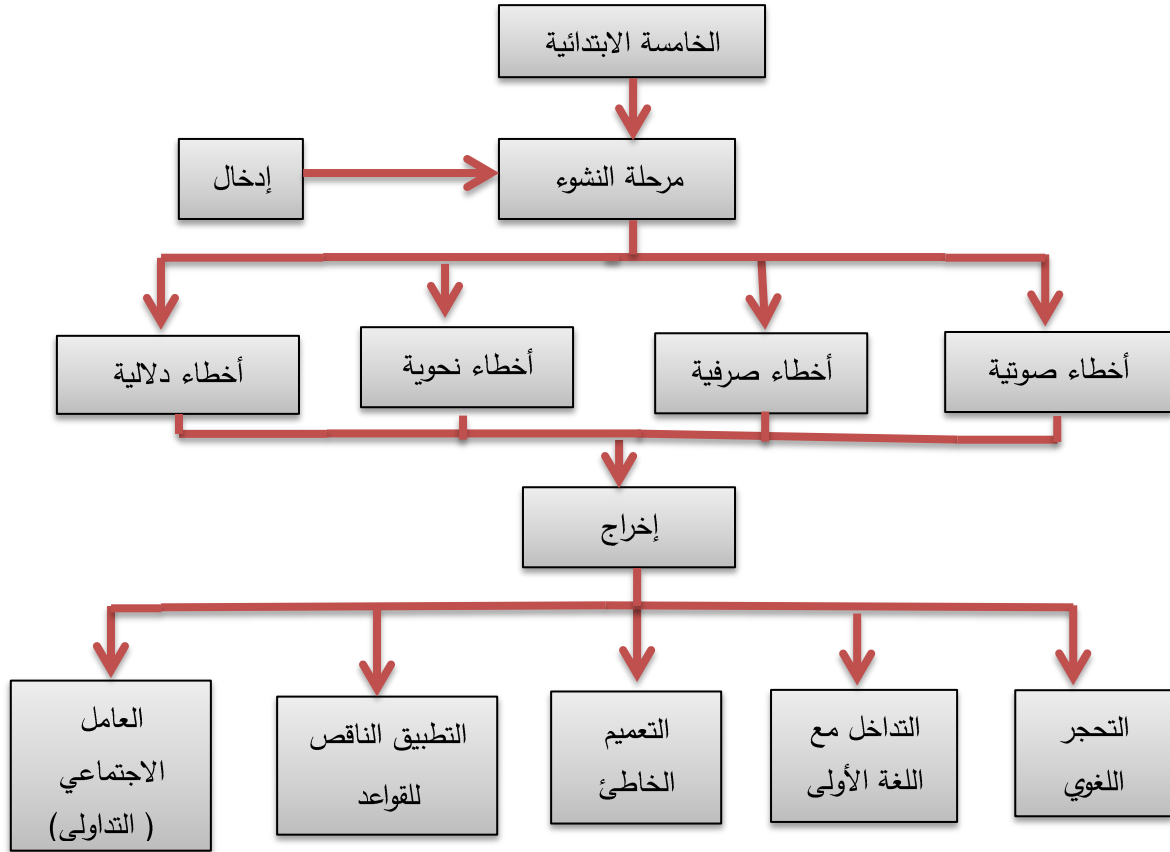 الخامسة الابتدائية
مرحلة النشوء
إدخال
أخطاء صوتية
أخطاء صرفية
أخطاء نحوية
أخطاء دلالية
إخراج
التحجر
اللغوي
التداخل مع
اللغة الأولى
التعميم
الخاطئ
التطبيق الناقص
للقواعد
العامل
الاجتماعي
( التداولى)